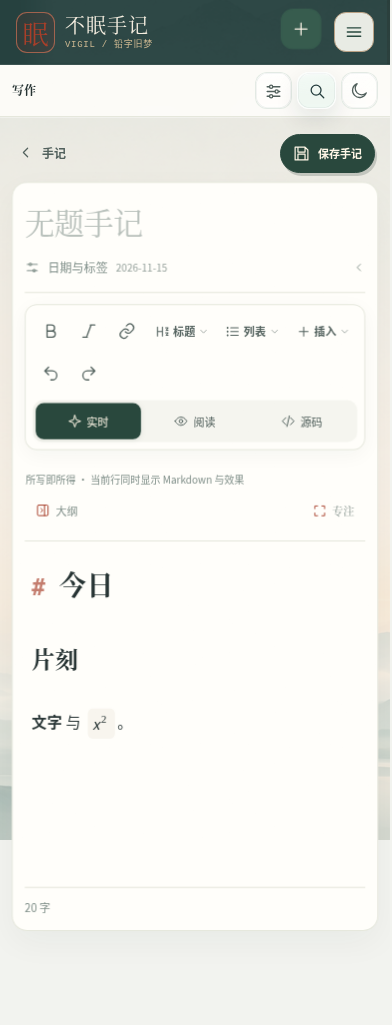 眠
不眠手记
VIGIL / 铅字旧梦
写作
手记
保存手记
无题手记
日期与标签 2026-11-15
B I H 标题 列表 插入
实时 阅读 源码
所写即所得 · 当前行同时显示 Markdown 与效果
大纲 专注
# 今日
片刻
文字 与 x² 。
20 字